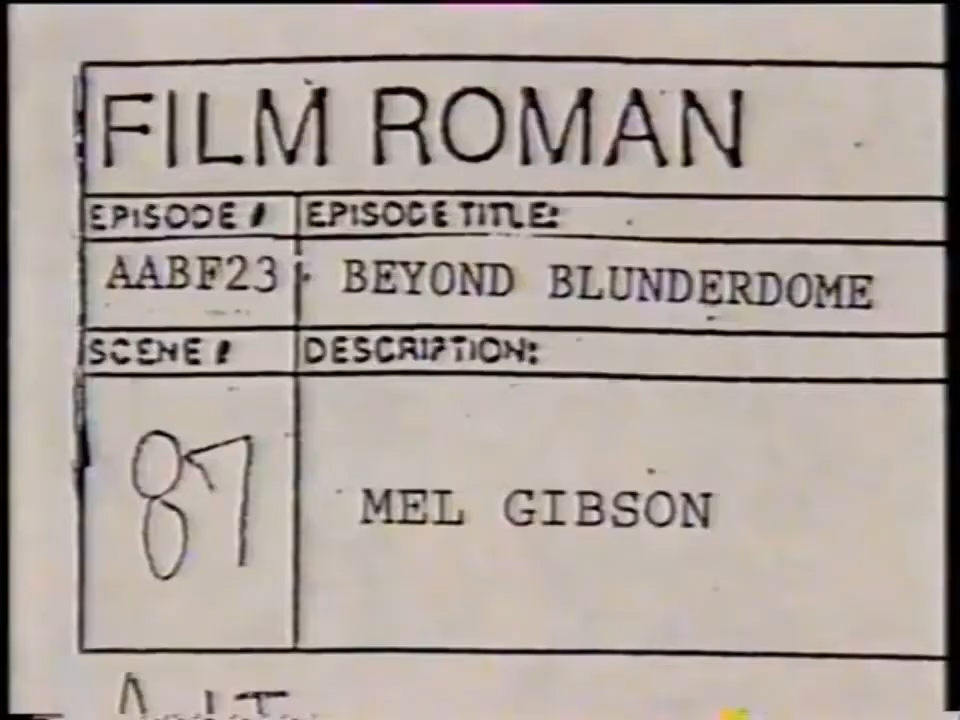 FILM ROMAN
EPISODE # EPISODE TITLE:
AABF23 BEYOND BLUNDERDOME
SCENE # DESCRIPTION:
87 MEL GIBSON